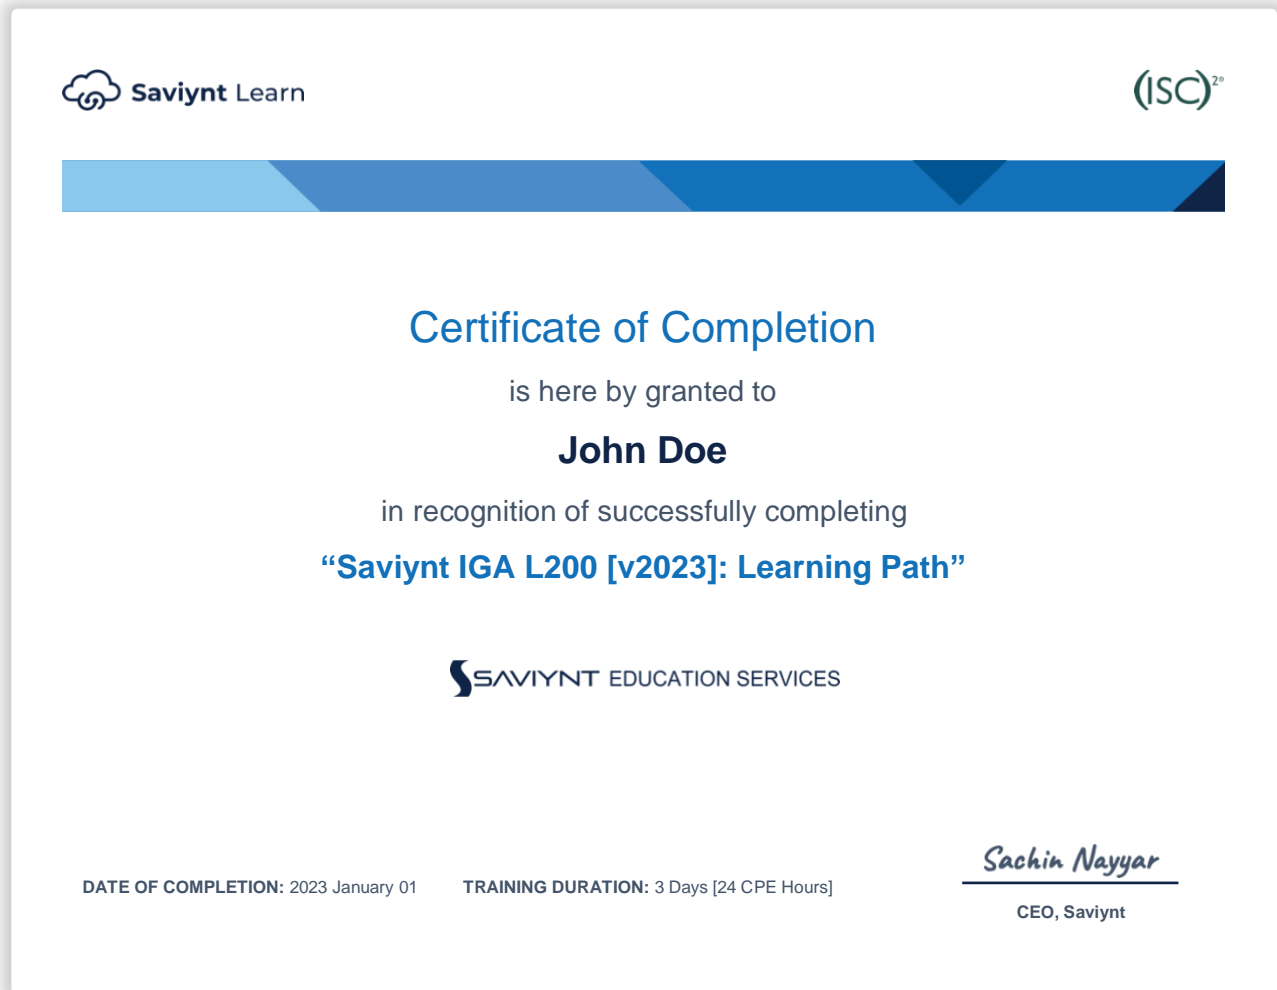 Saviynt Learn
(ISC)²®
Certificate of Completion
is here by granted to
John Doe
in recognition of successfully completing
“Saviynt IGA L200 [v2023]: Learning Path”
SAVIYNT EDUCATION SERVICES
Sachin Nayyar
DATE OF COMPLETION: 2023 January 01 TRAINING DURATION: 3 Days [24 CPE Hours]
CEO, Saviynt